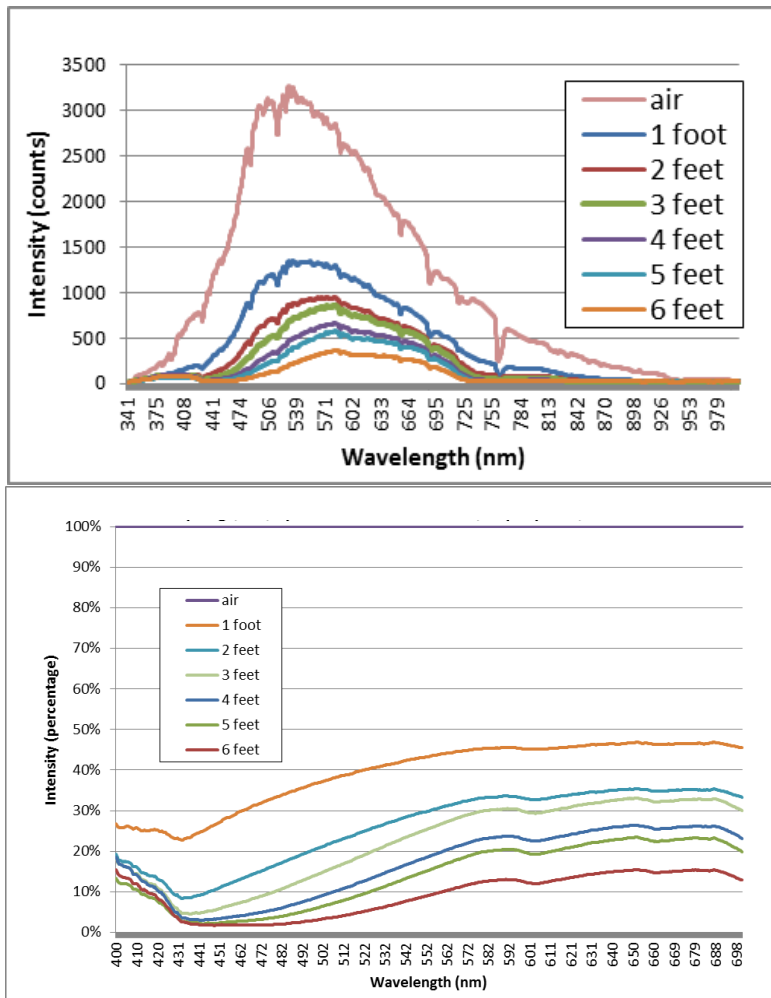 3500
3000
2500
2000
1500
1000
500
0
Intensity (counts)
air
1 foot
2 feet
3 feet
4 feet
5 feet
6 feet
341 375 408 441 474 506 539 571 602 633 664 695 725 755 784 813 842 870 898 926 953 979
Wavelength (nm)
100%
90%
80%
70%
60%
50%
40%
30%
20%
10%
0%
Intensity (percentage)
air
1 foot
2 feet
3 feet
4 feet
5 feet
6 feet
400 410 420 431 441 451 462 472 482 492 502 512 522 532 542 552 562 572 582 592 601 611 621 631 640 650 660 669 679 688 698
Wavelength (nm)